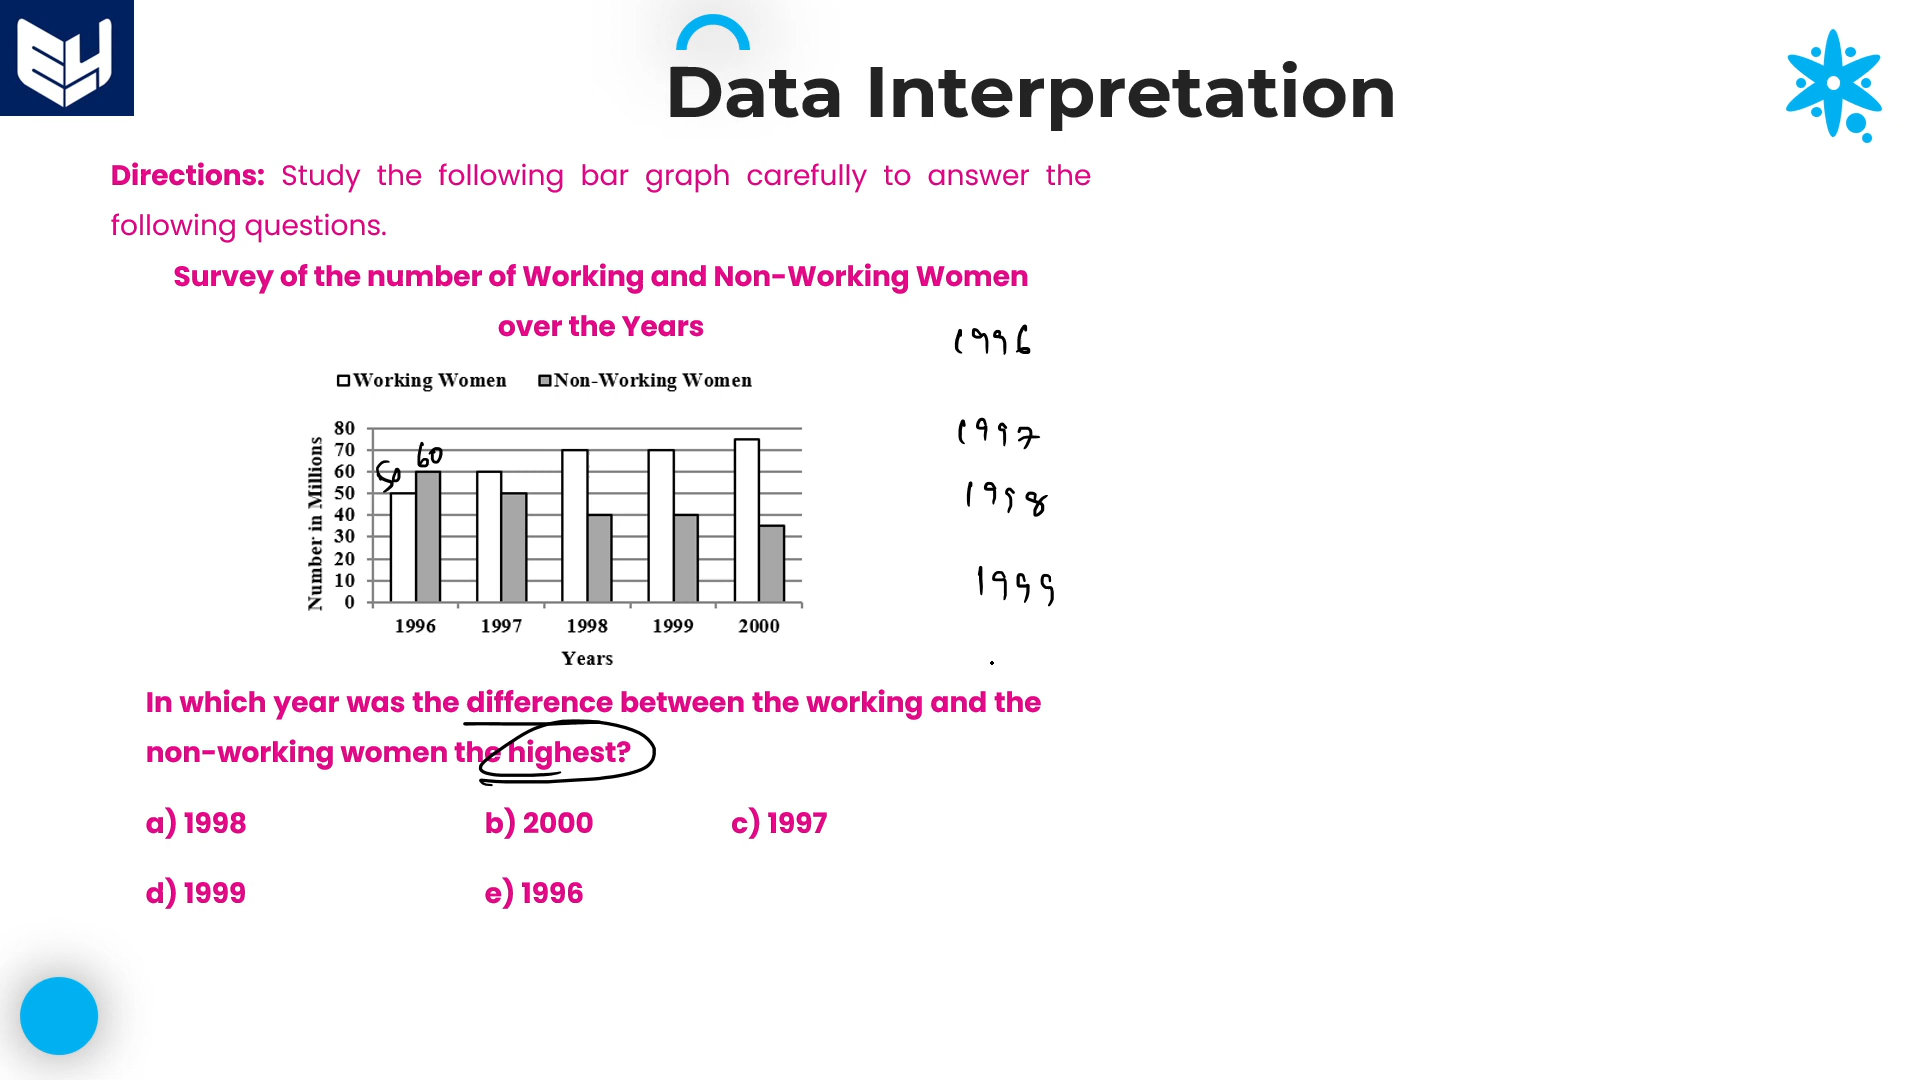 Data Interpretation
Directions: Study the following bar graph carefully to answer the
following questions.
Survey of the number of Working and Non-Working Women
over the Years
1996
Working Women Non-Working Women
Number in Millions
80
70
60
50
40
30
20
10
0
50 60
1997
1998
1999
1996 1997 1998 1999 2000
Years
In which year was the difference between the working and the
non-working women the highest?
a) 1998 b) 2000 c) 1997
d) 1999 e) 1996